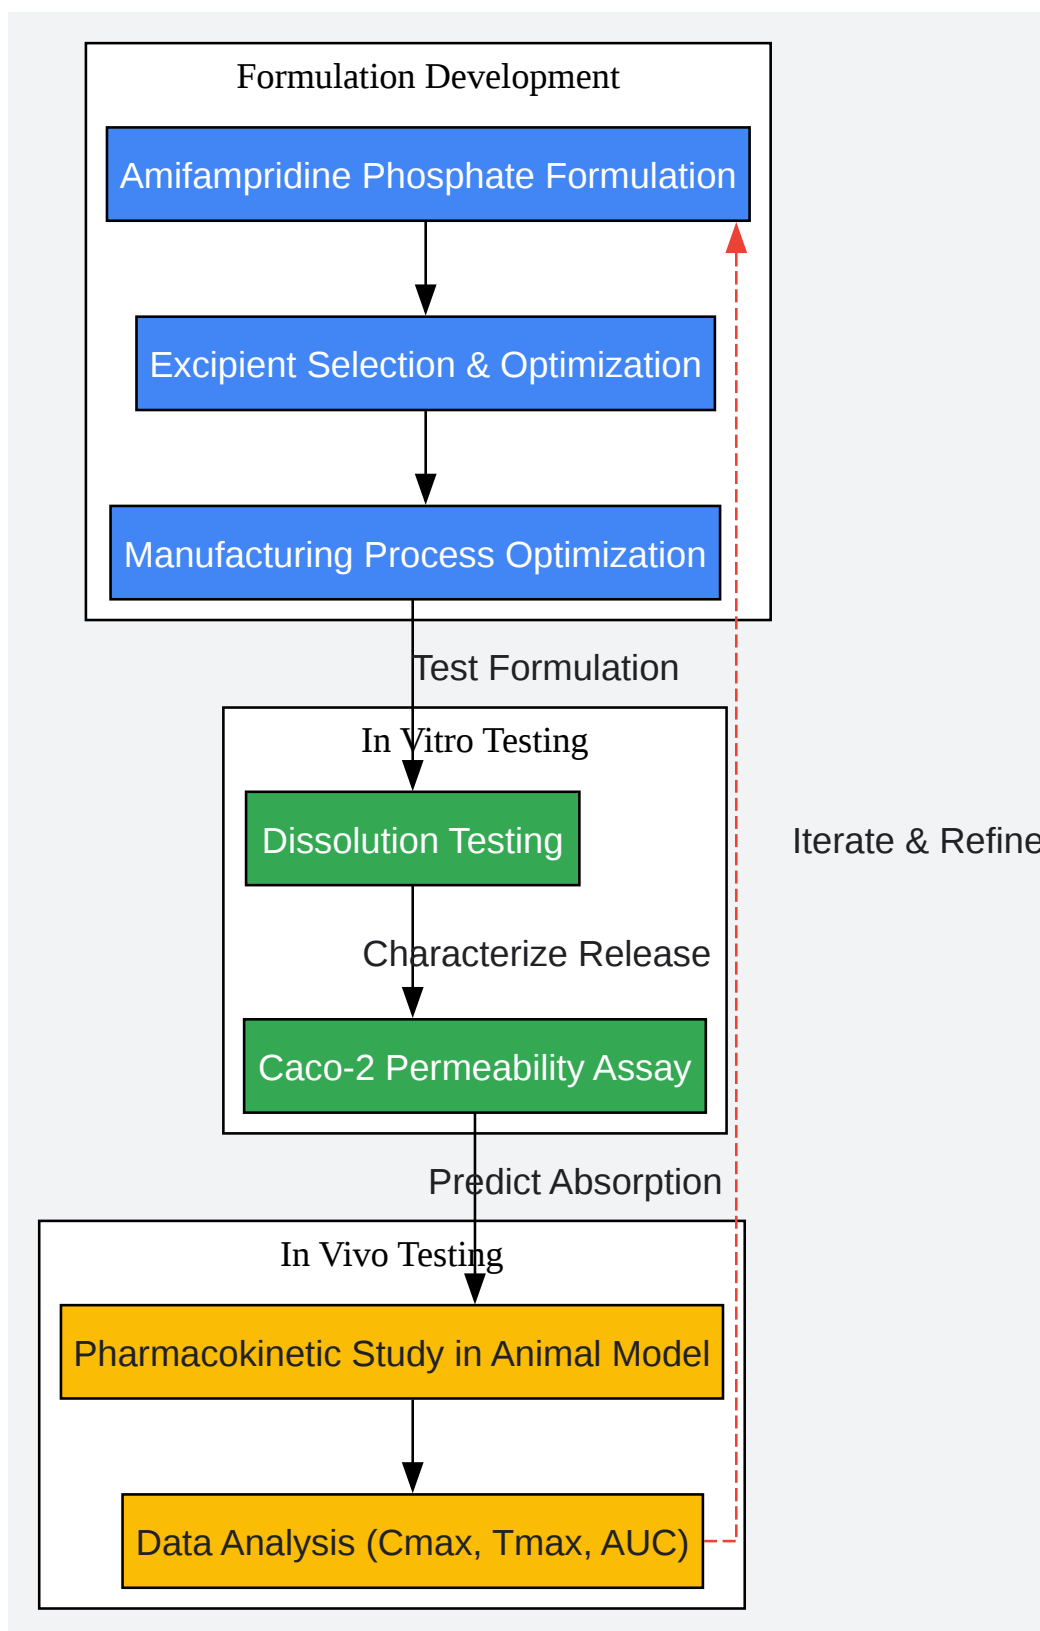 Formulation Development
Amifampridine Phosphate Formulation
Excipient Selection & Optimization
Manufacturing Process Optimization
Test Formulation
In Vitro Testing
Dissolution Testing
Iterate & Refine
Characterize Release
Caco-2 Permeability Assay
Predict Absorption
In Vivo Testing
Pharmacokinetic Study in Animal Model
Data Analysis (Cmax, Tmax, AUC)